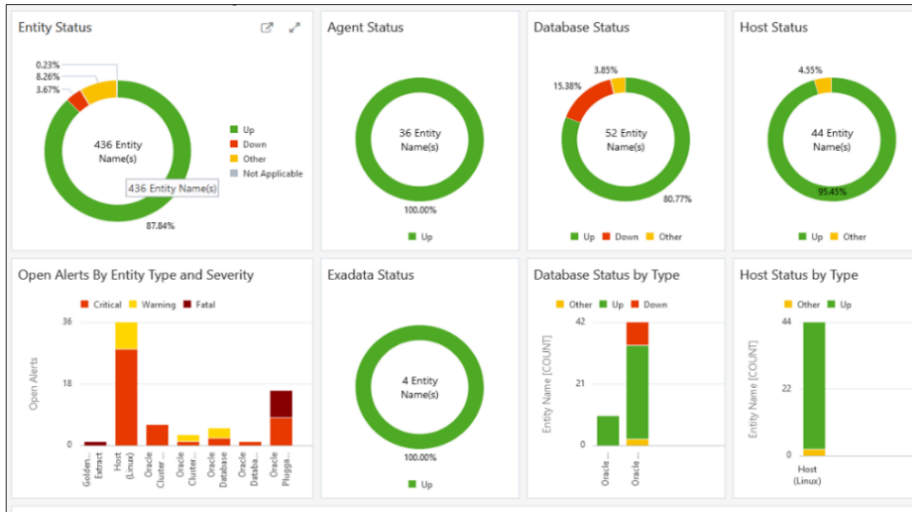 Entity Status
0.23%
8.26%
3.67%
436 Entity
Name(s)
436 Entity Name(s)
87.84%
Up
Down
Other
Not Applicable
Agent Status
36 Entity
Name(s)
100.00%
Up
Database Status
3.85%
15.38%
52 Entity
Name(s)
80.77%
Up Down Other
Host Status
4.55%
44 Entity
Name(s)
95.45%
Up Other
Open Alerts By Entity Type and Severity
Critical Warning Fatal
Open Alerts
36
18
0
Golden...
Extract
Host
(Linux)
Oracle
Cluster ...
Oracle
Cluster...
Oracle
Database
Oracle
Databa...
Oracle
Plugga...
Exadata Status
4 Entity
Name(s)
100.00%
Up
Database Status by Type
Other Up Down
Entity Name [COUNT]
42
21
0
Oracle ...
Oracle ...
Host Status by Type
Other Up
Entity Name [COUNT]
44
22
0
Host
(Linux)